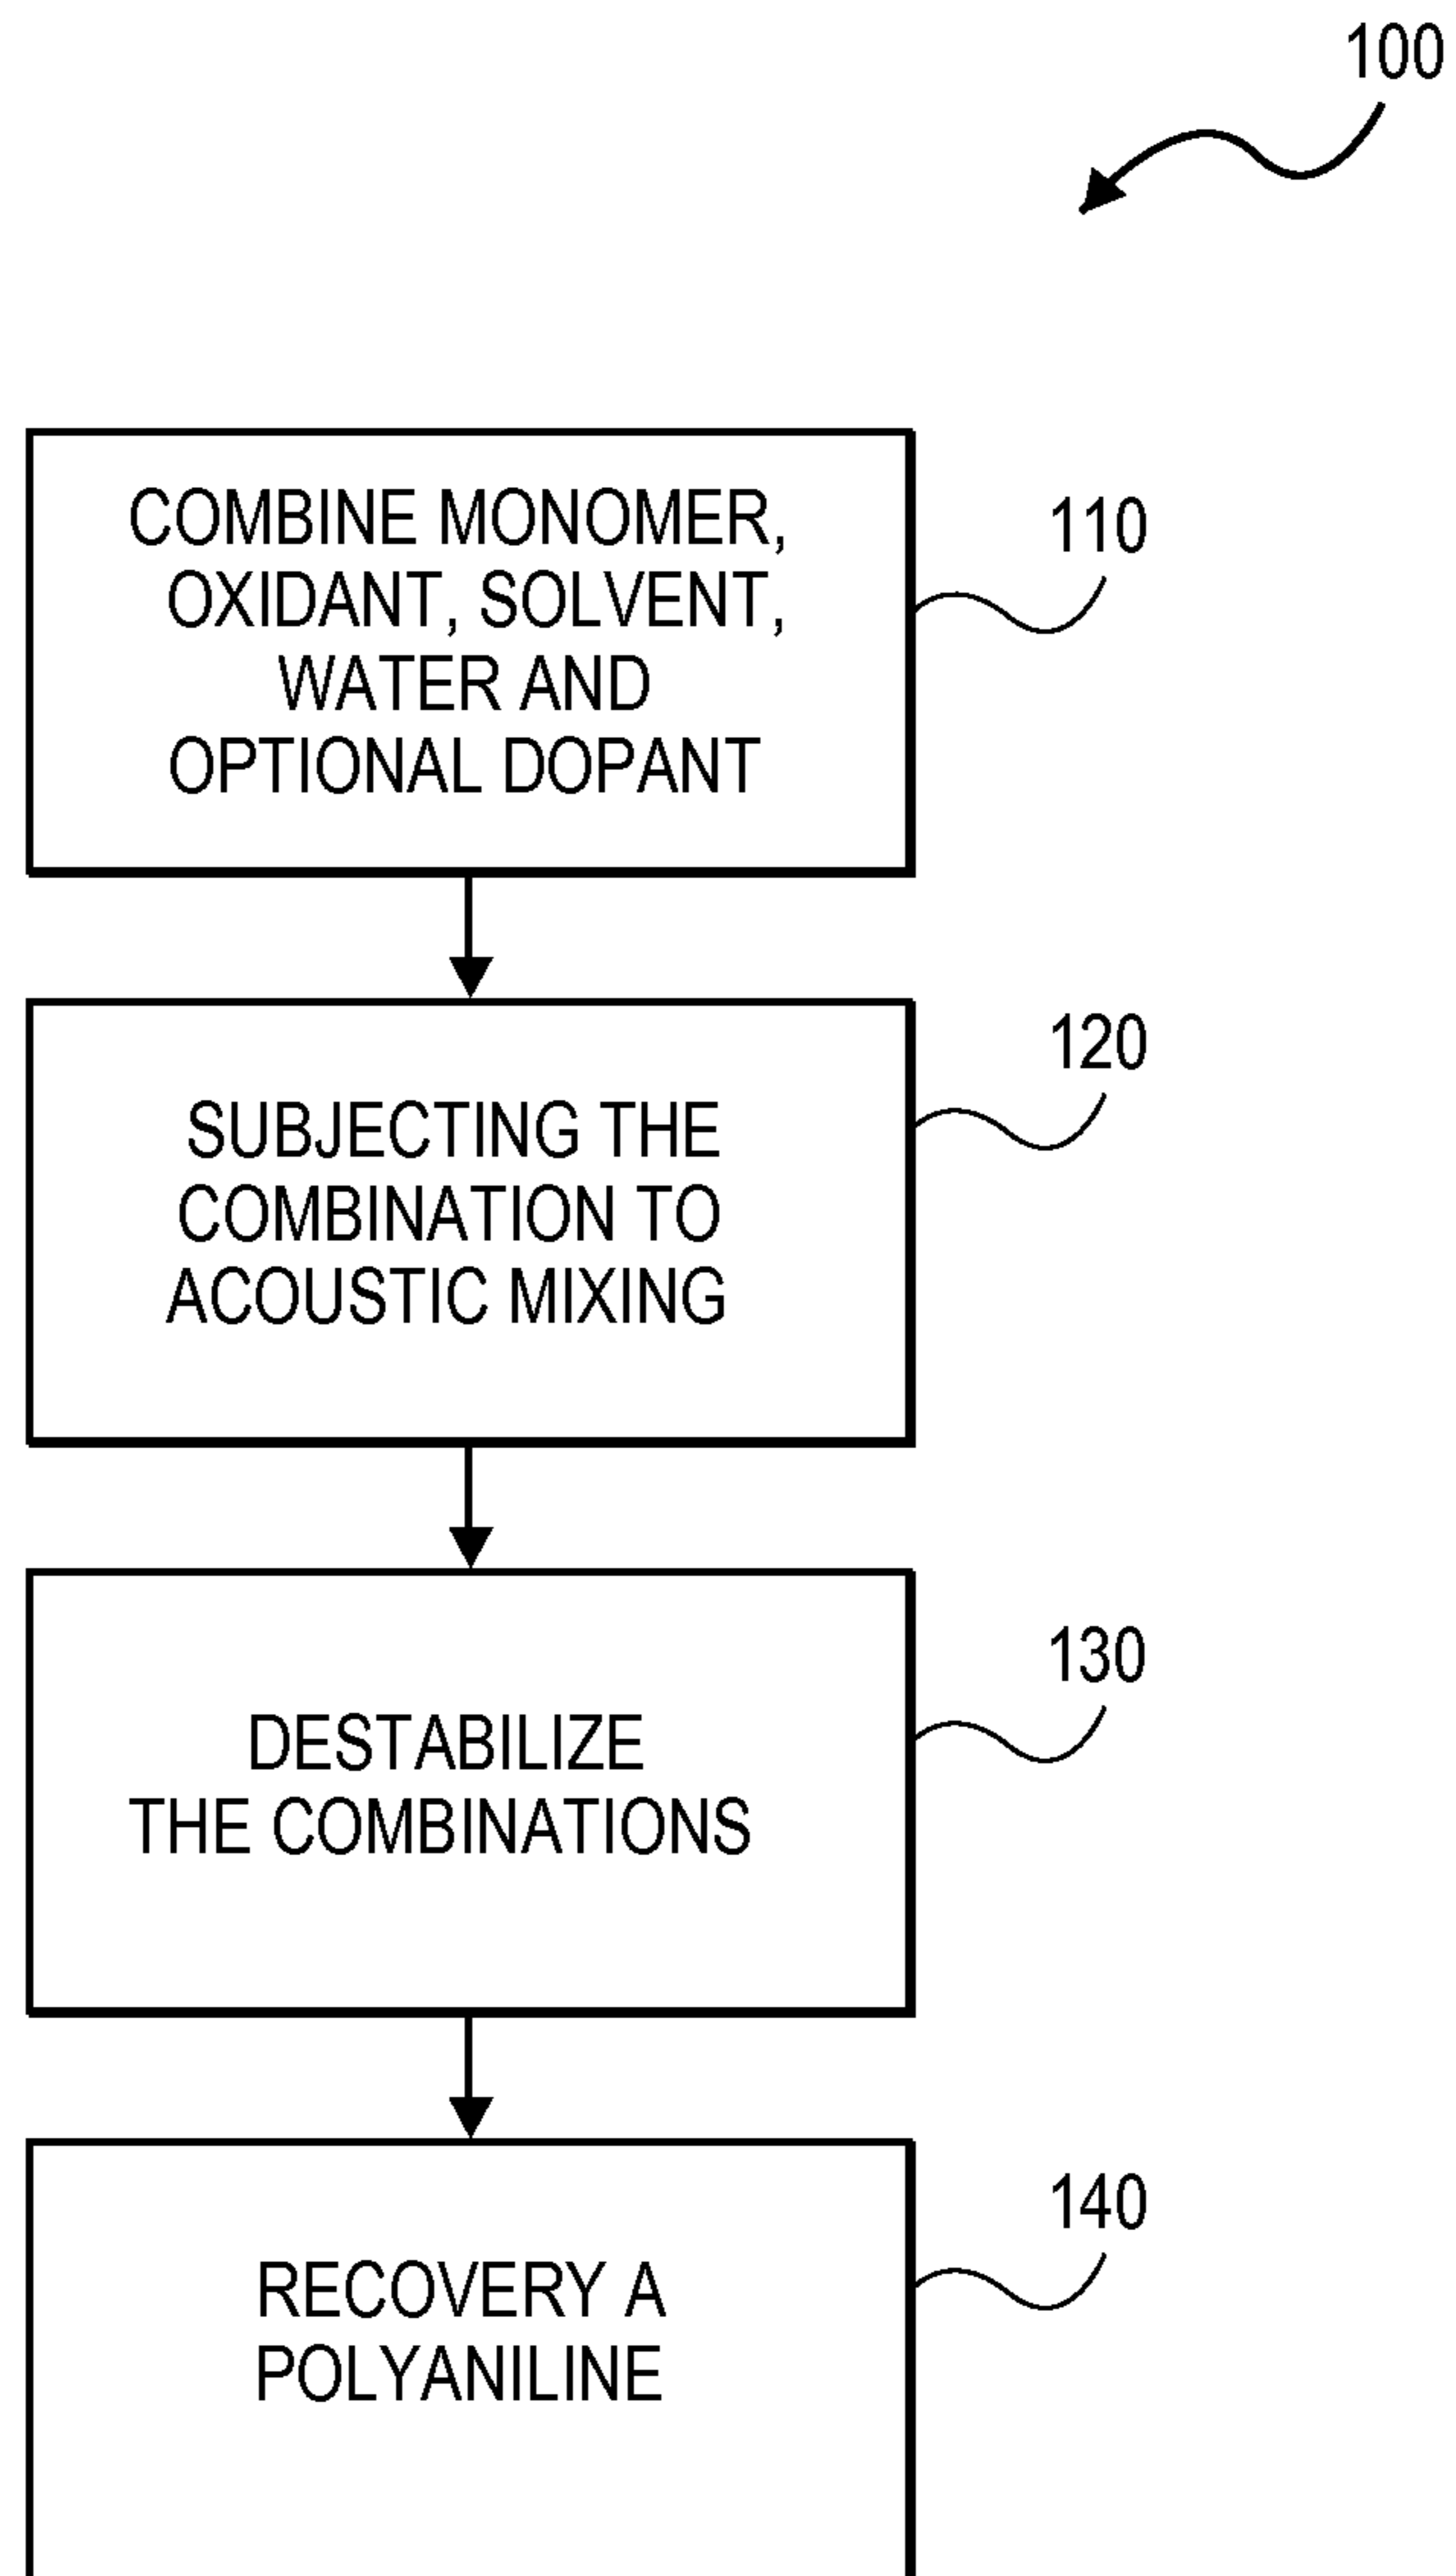 100
COMBINE MONOMER,
OXIDANT, SOLVENT,
WATER AND
OPTIONAL DOPANT
110
SUBJECTING THE
COMBINATION TO
ACOUSTIC MIXING
120
DESTABILIZE
THE COMBINATIONS
130
RECOVERY A
POLYANILINE
140